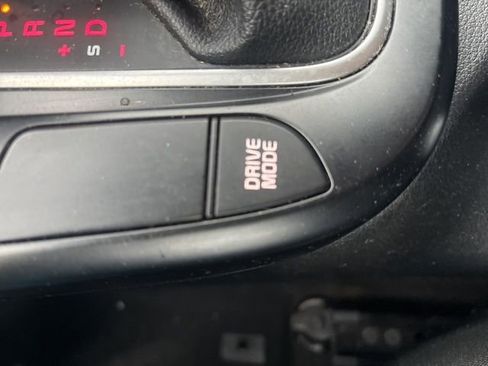 P R N D
+ S −
DRIVE
MODE